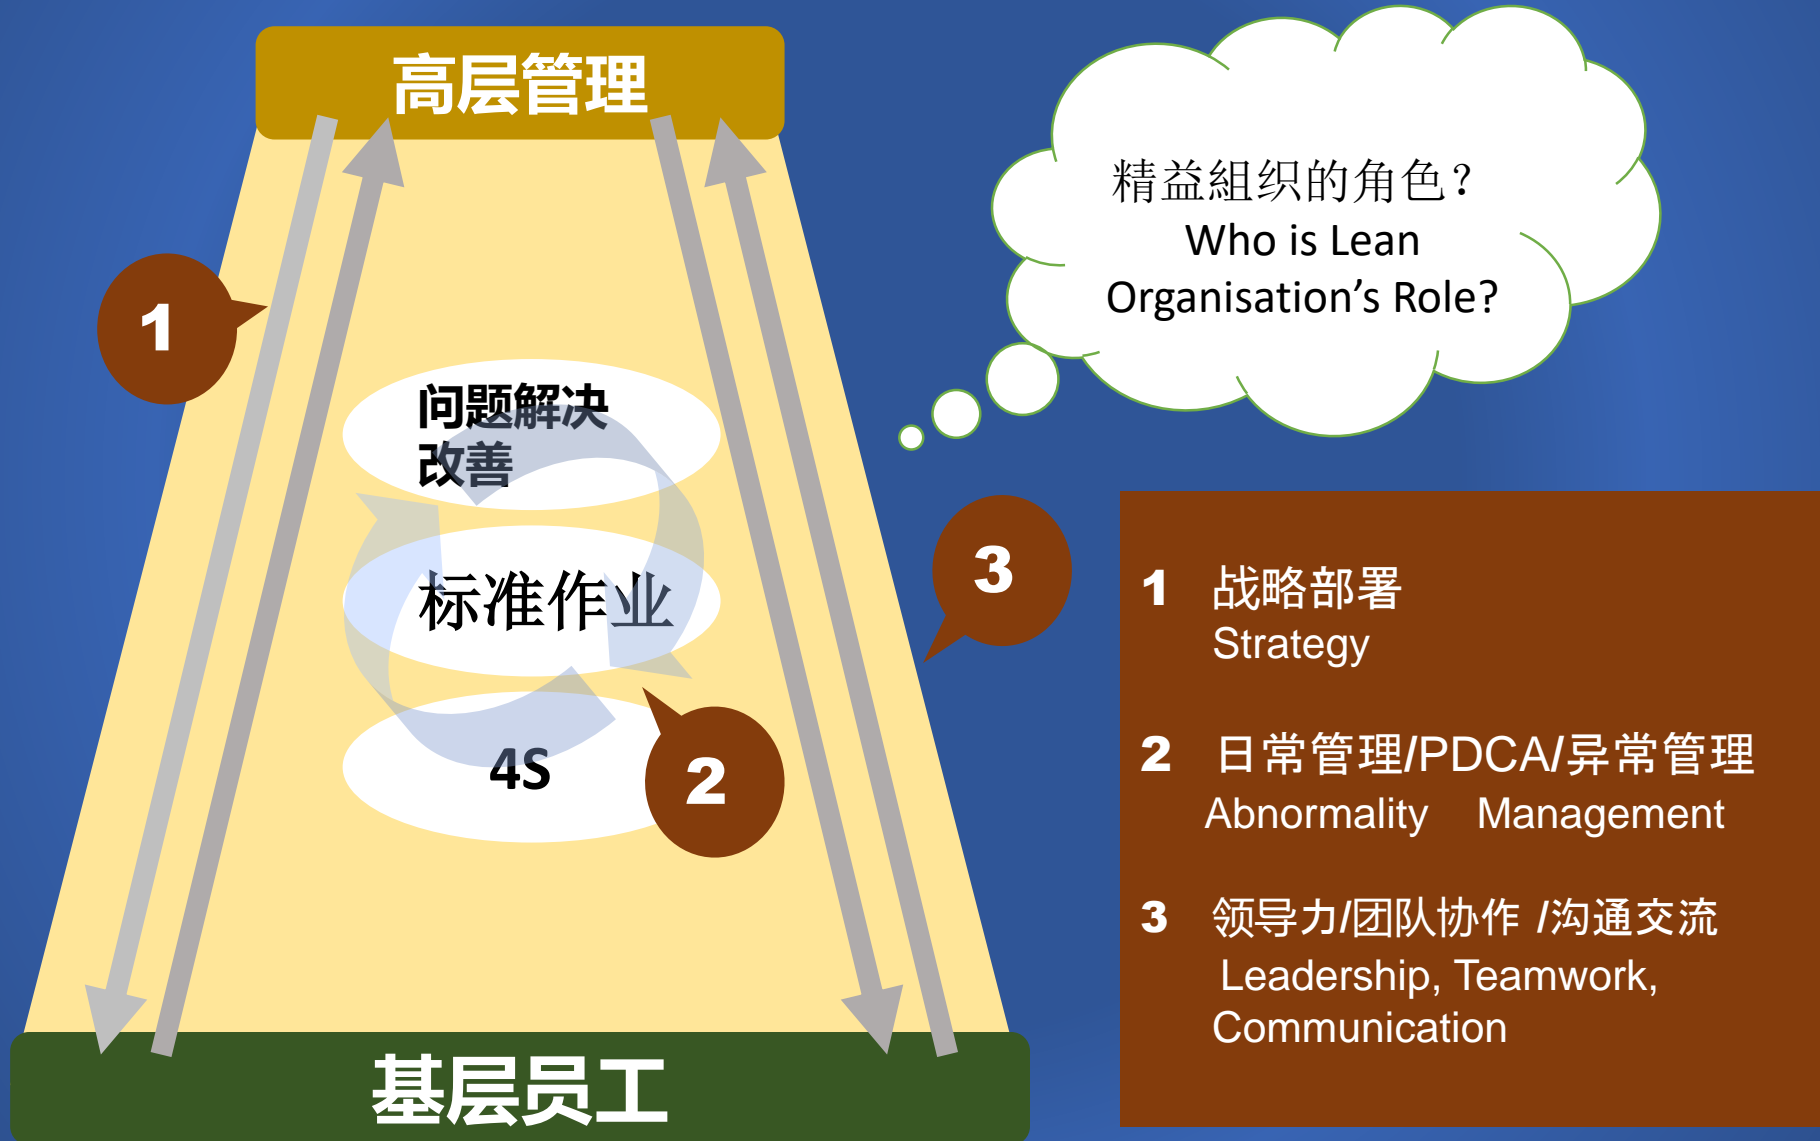 高层管理
精益組织的角色？
Who is Lean
Organisation’s Role?
1
问题解决
改善
标准作业
4S
2
3
1 战略部署
Strategy
2 日常管理/PDCA/异常管理
Abnormality Management
3 领导力/团队协作 /沟通交流
Leadership, Teamwork,
Communication
基层员工